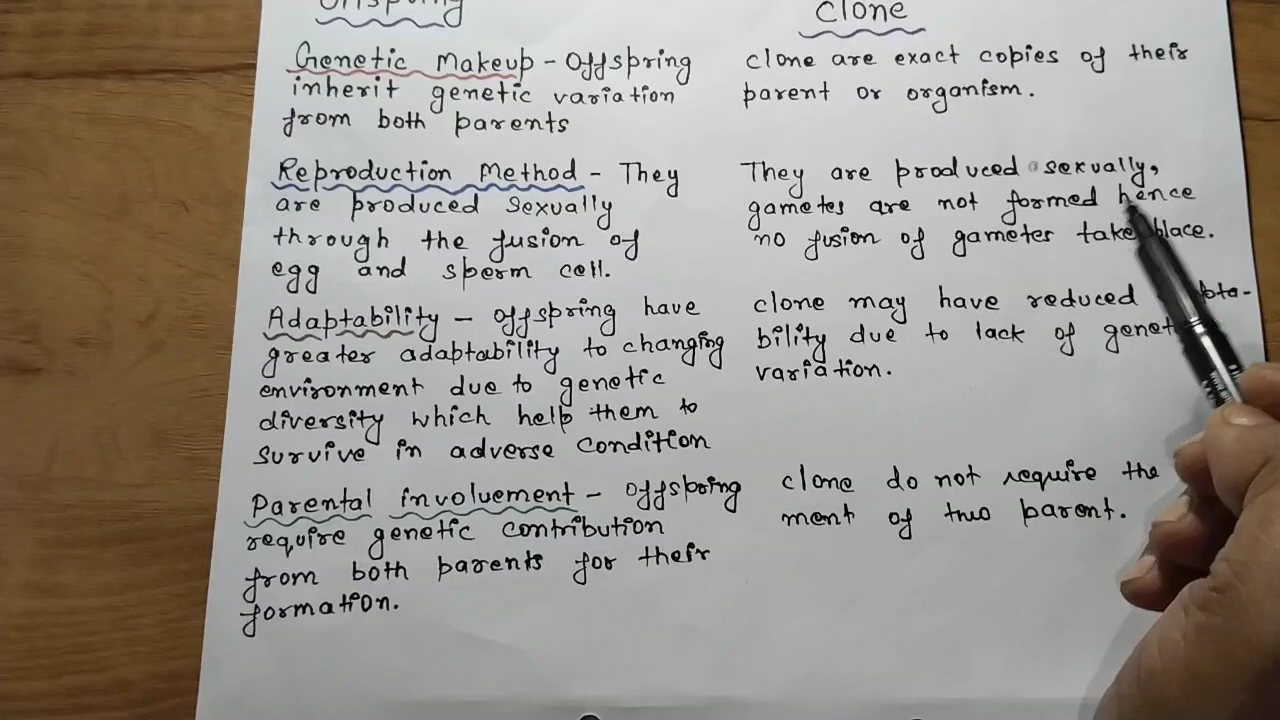 Offspring
Genetic Makeup - Offspring
inherit genetic variation
from both parents
Reproduction Method - They
are produced sexually
through the fusion of
egg and sperm cell.
Adaptability - offspring have
greater adaptability to changing
environment due to genetic
diversity which help them to
survive in adverse condition
Parental involvement - offspring
require genetic contribution
from both parents for their
formation.
Clone
clone are exact copies of their
parent or organism.
They are produced asexually,
gametes are not formed hence
no fusion of gametes take place.
clone may have reduced
bility due to lack of genet
variation.
clone do not require the
ment of two parent.